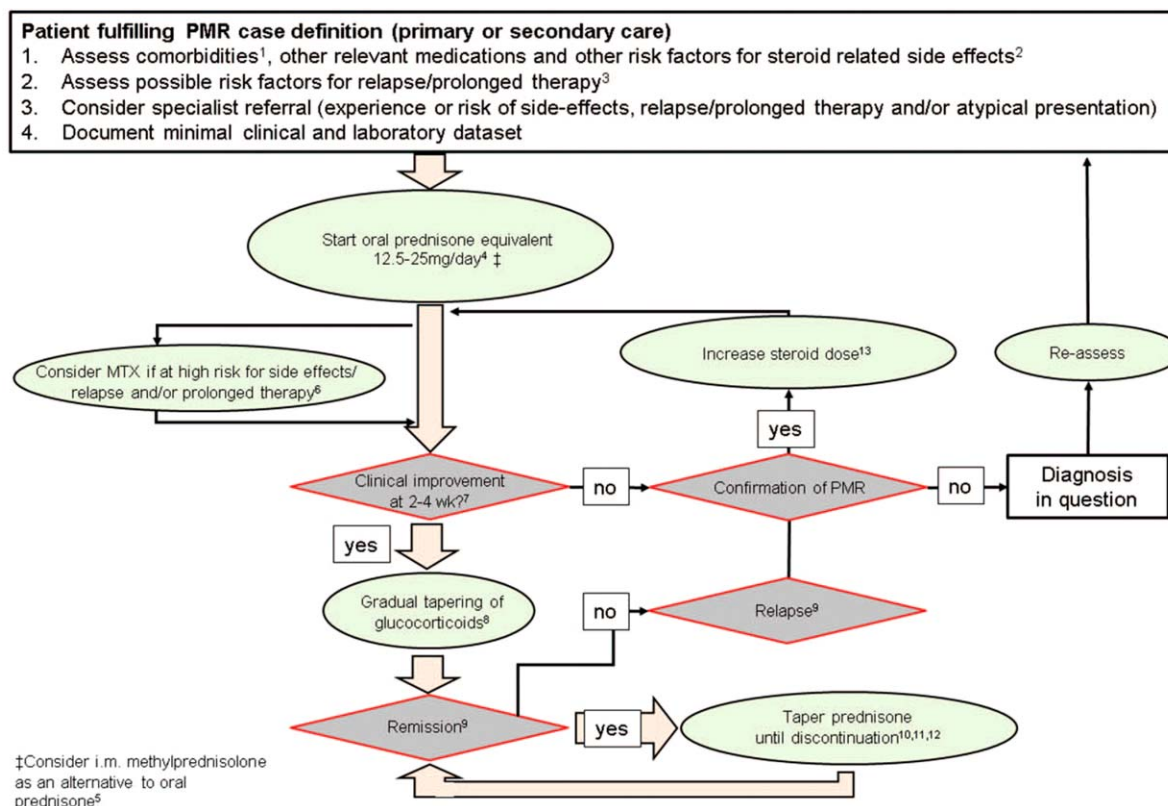 Patient fulfilling PMR case definition (primary or secondary care)
1. Assess comorbidities¹, other relevant medications and other risk factors for steroid related side effects²
2. Assess possible risk factors for relapse/prolonged therapy³
3. Consider specialist referral (experience or risk of side-effects, relapse/prolonged therapy and/or atypical presentation)
4. Document minimal clinical and laboratory dataset
Start oral prednisone equivalent
12.5-25mg/day⁴ ‡
Consider MTX if at high risk for side effects/
relapse and/or prolonged therapy⁶
Increase steroid dose¹³
Re-assess
yes
Clinical improvement
at 2-4 wk?⁷
no
Confirmation of PMR
no
Diagnosis
in question
yes
Gradual tapering of
glucocorticoids⁸
no
Relapse⁹
Remission⁹
yes
Taper prednisone
until discontinuation¹⁰,¹¹,¹²
‡Consider i.m. methylprednisolone
as an alternative to oral
prednisone⁵